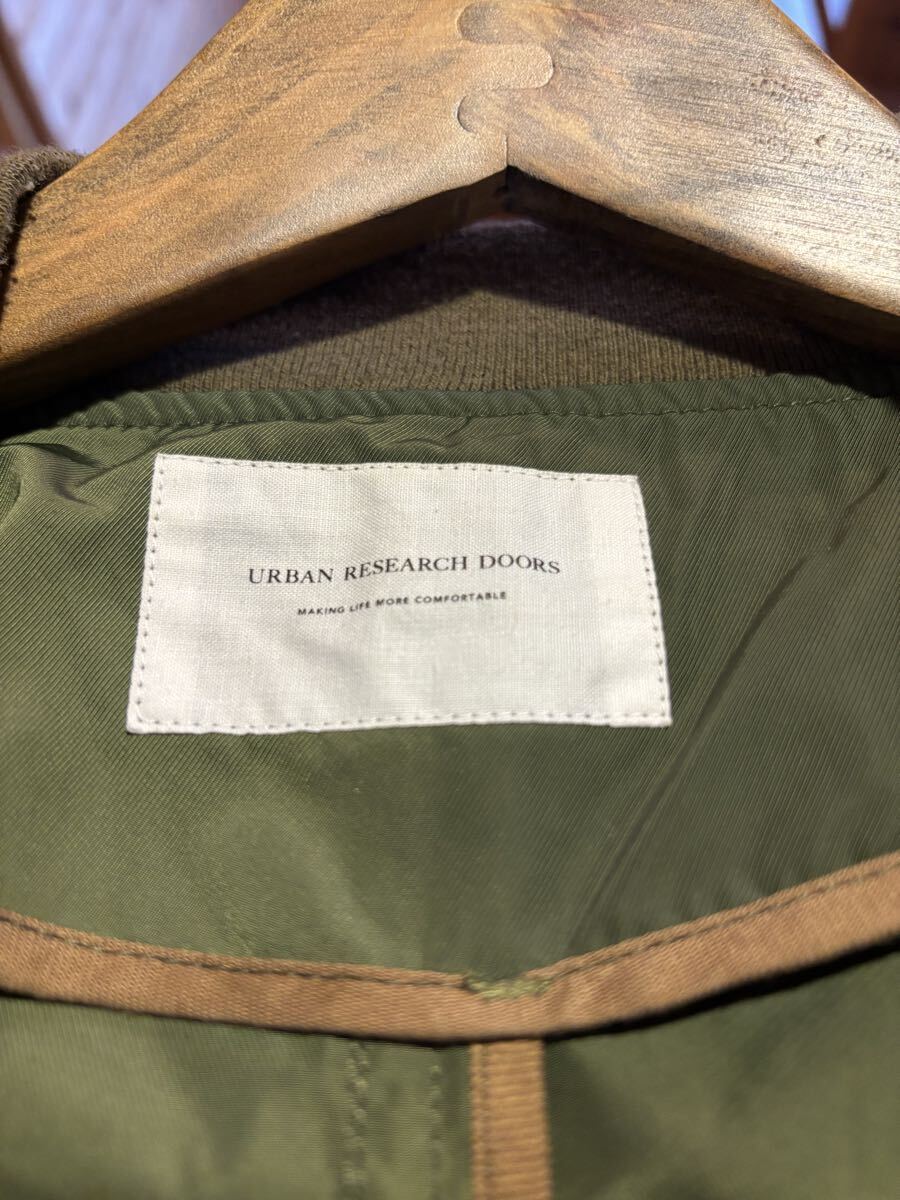 URBAN RESEARCH DOORS
MAKING LIFE MORE COMFORTABLE